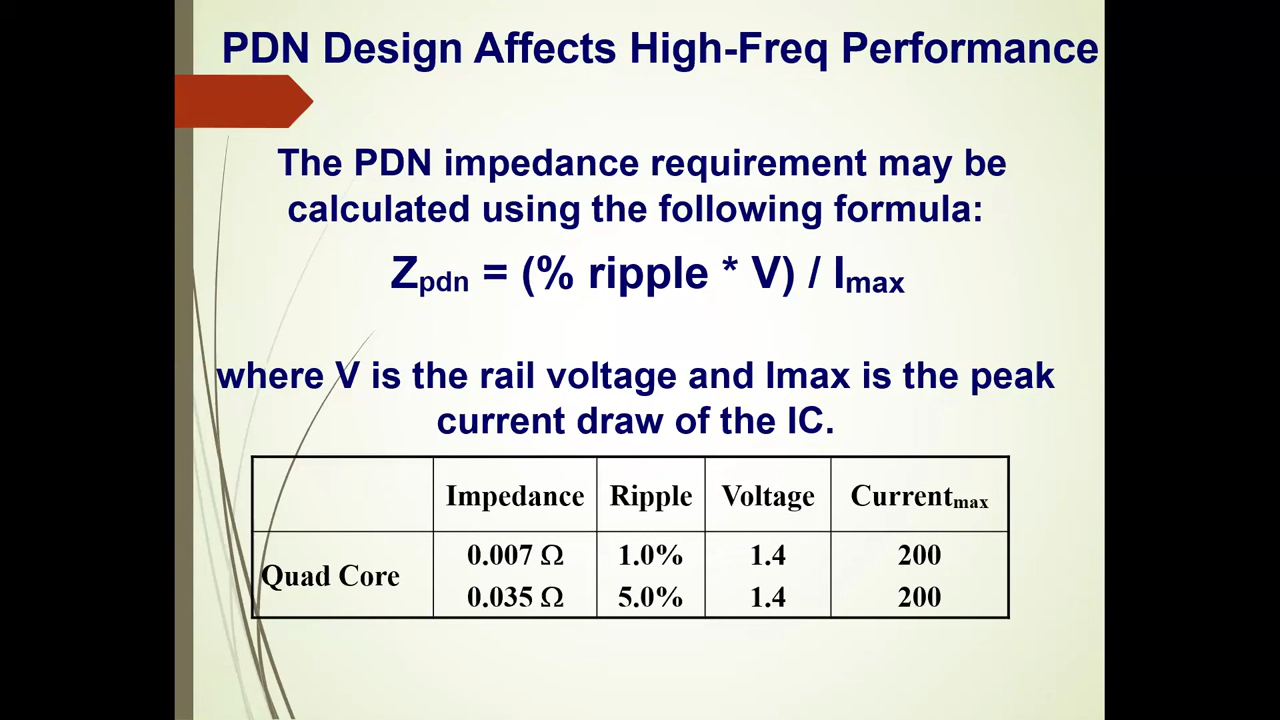 PDN Design Affects High-Freq Performance
The PDN impedance requirement may be
calculated using the following formula:
Zpdn = (% ripple * V) / Imax
where V is the rail voltage and Imax is the peak
current draw of the IC.
Impedance Ripple Voltage Currentmax
Quad Core
0.007 Ω 1.0% 1.4 200
0.035 Ω 5.0% 1.4 200